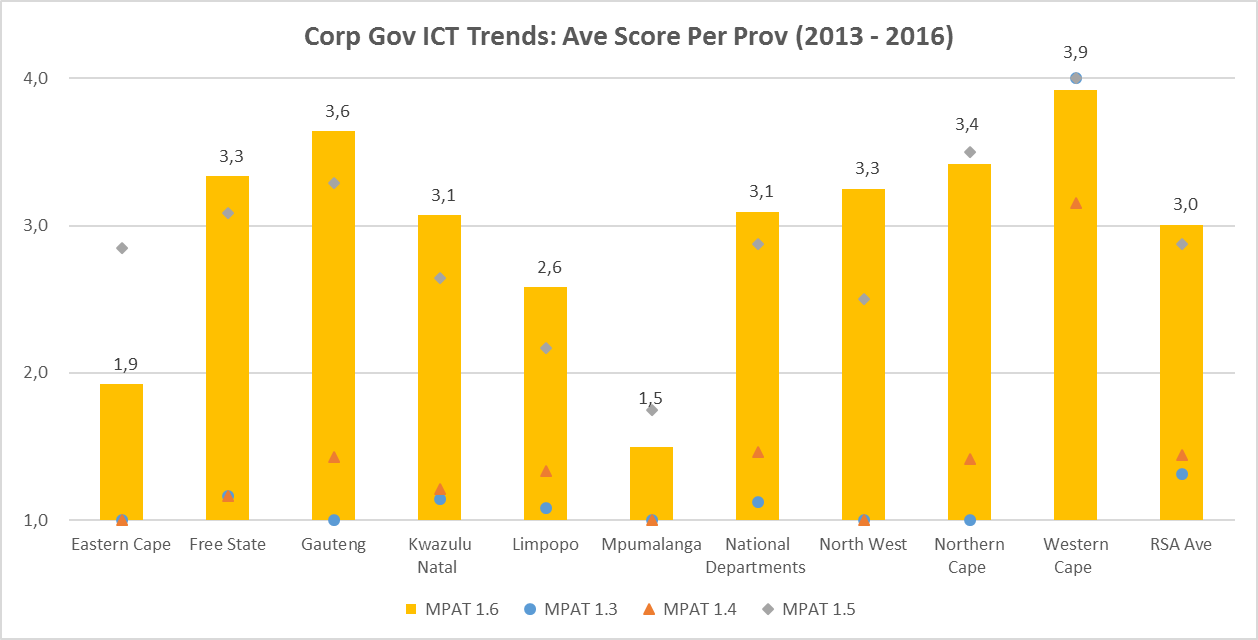 Corp Gov ICT Trends: Ave Score Per Prov (2013 - 2016)
4,0
3,0
2,0
1,0
1,9
3,3
3,6
3,1
2,6
1,5
3,1
3,3
3,4
3,9
3,0
Eastern Cape
Free State
Gauteng
Kwazulu
Natal
Limpopo
Mpumalanga
National
Departments
North West
Northern
Cape
Western
Cape
RSA Ave
MPAT 1.6
MPAT 1.3
MPAT 1.4
MPAT 1.5